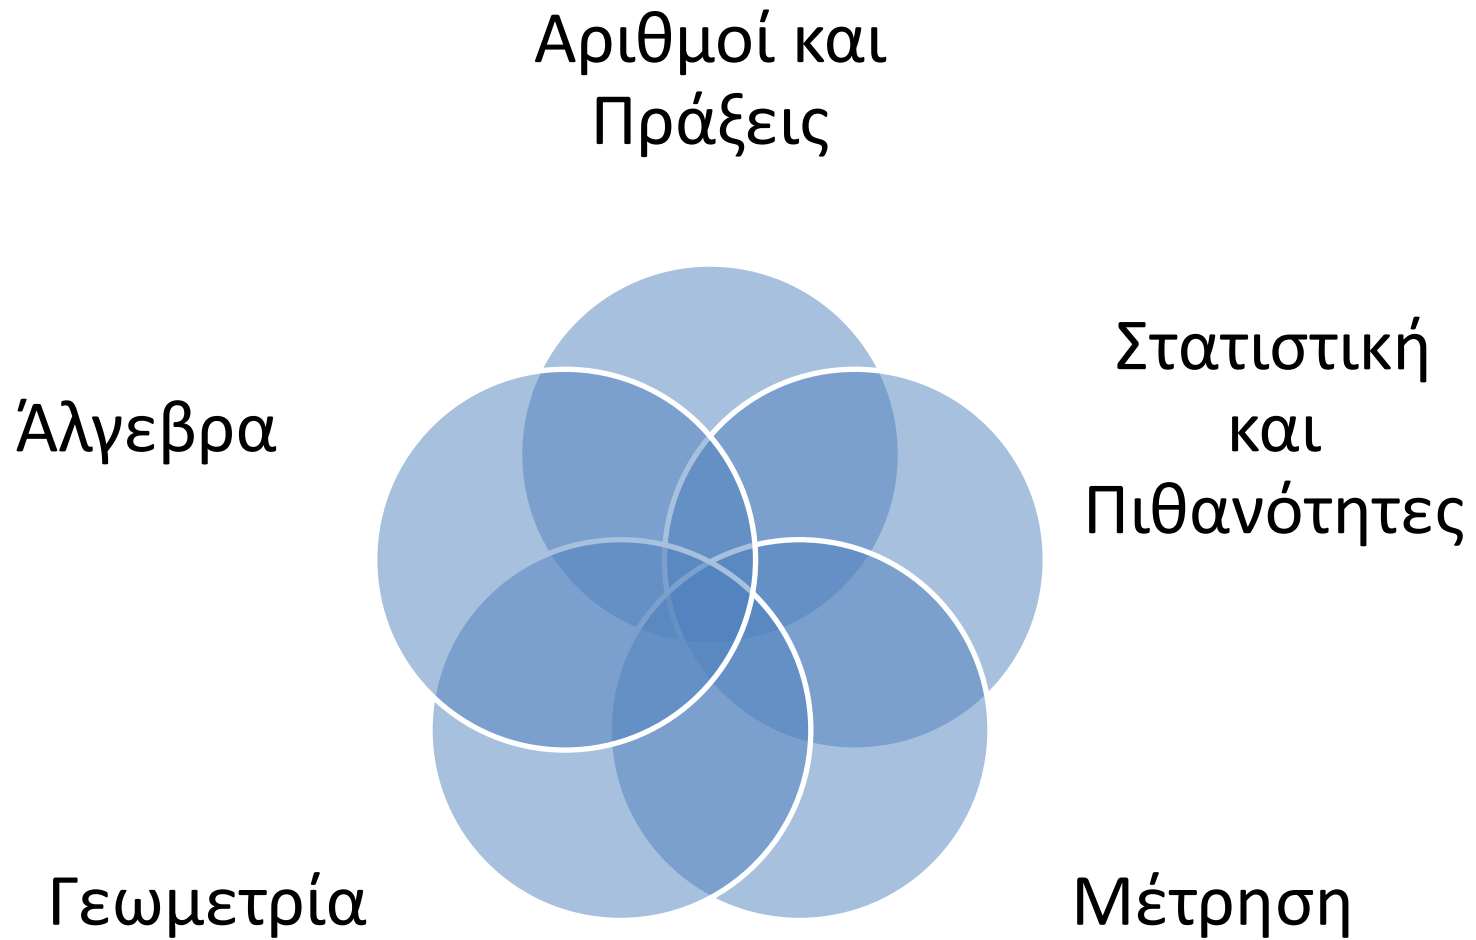 Αριθμοί και
Πράξεις
Στατιστική
και
Πιθανότητες
Μέτρηση
Γεωμετρία
Άλγεβρα